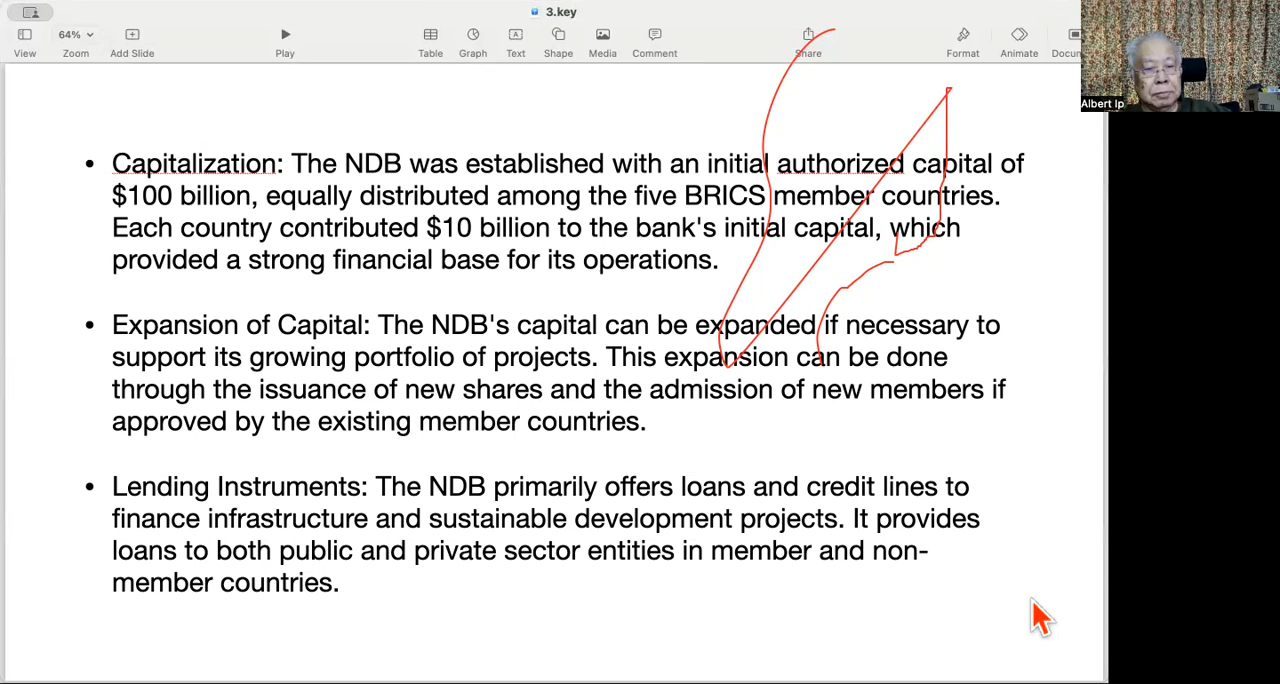 3.key
64%
View Zoom Add Slide Play Table Graph Text Shape Media Comment Share Format Animate Docum
Albert Ip
• Capitalization: The NDB was established with an initial authorized capital of
$100 billion, equally distributed among the five BRICS member countries.
Each country contributed $10 billion to the bank's initial capital, which
provided a strong financial base for its operations.
• Expansion of Capital: The NDB's capital can be expanded if necessary to
support its growing portfolio of projects. This expansion can be done
through the issuance of new shares and the admission of new members if
approved by the existing member countries.
• Lending Instruments: The NDB primarily offers loans and credit lines to
finance infrastructure and sustainable development projects. It provides
loans to both public and private sector entities in member and non-
member countries.